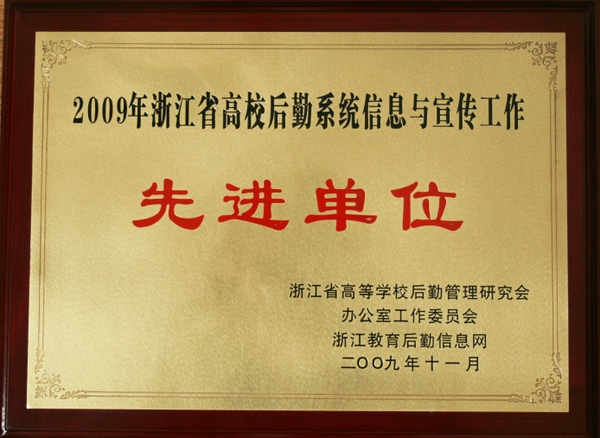 2009年浙江省高校后勤系统信息与宣传工作
先进单位
浙江省高等学校后勤管理研究会
办公室工作委员会
浙江教育后勤信息网
二〇〇九年十一月